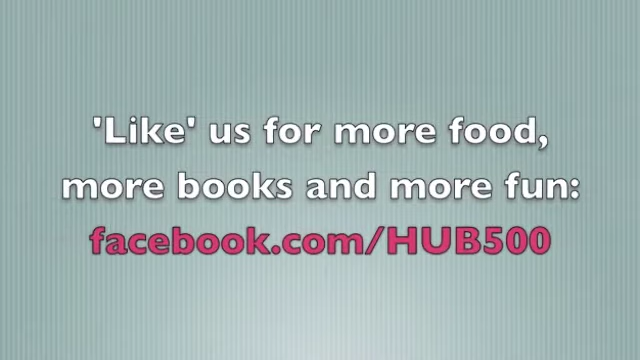 'Like' us for more food,
more books and more fun:
facebook.com/HUB500